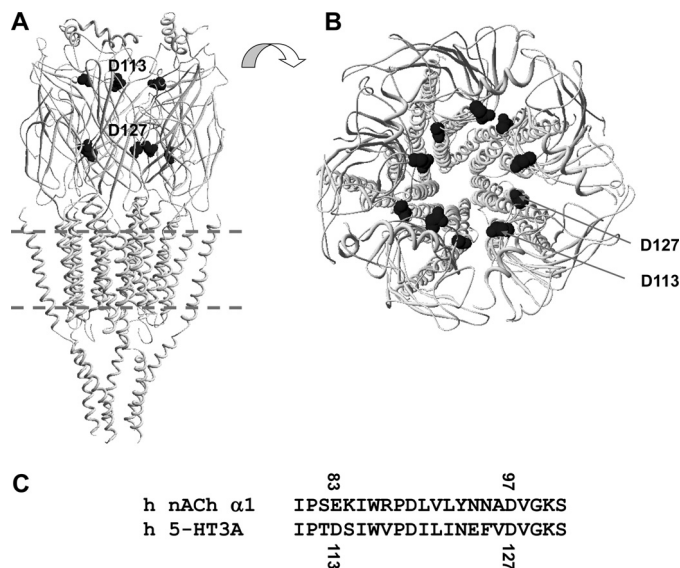 A
B
D113
D127
D127
D113
C
83 97
h nACh α1 IPSEKIWRPDLVLYNNADVGKS
h 5-HT3A IPTDSIWVPDILINEFVDVGKS
113 127